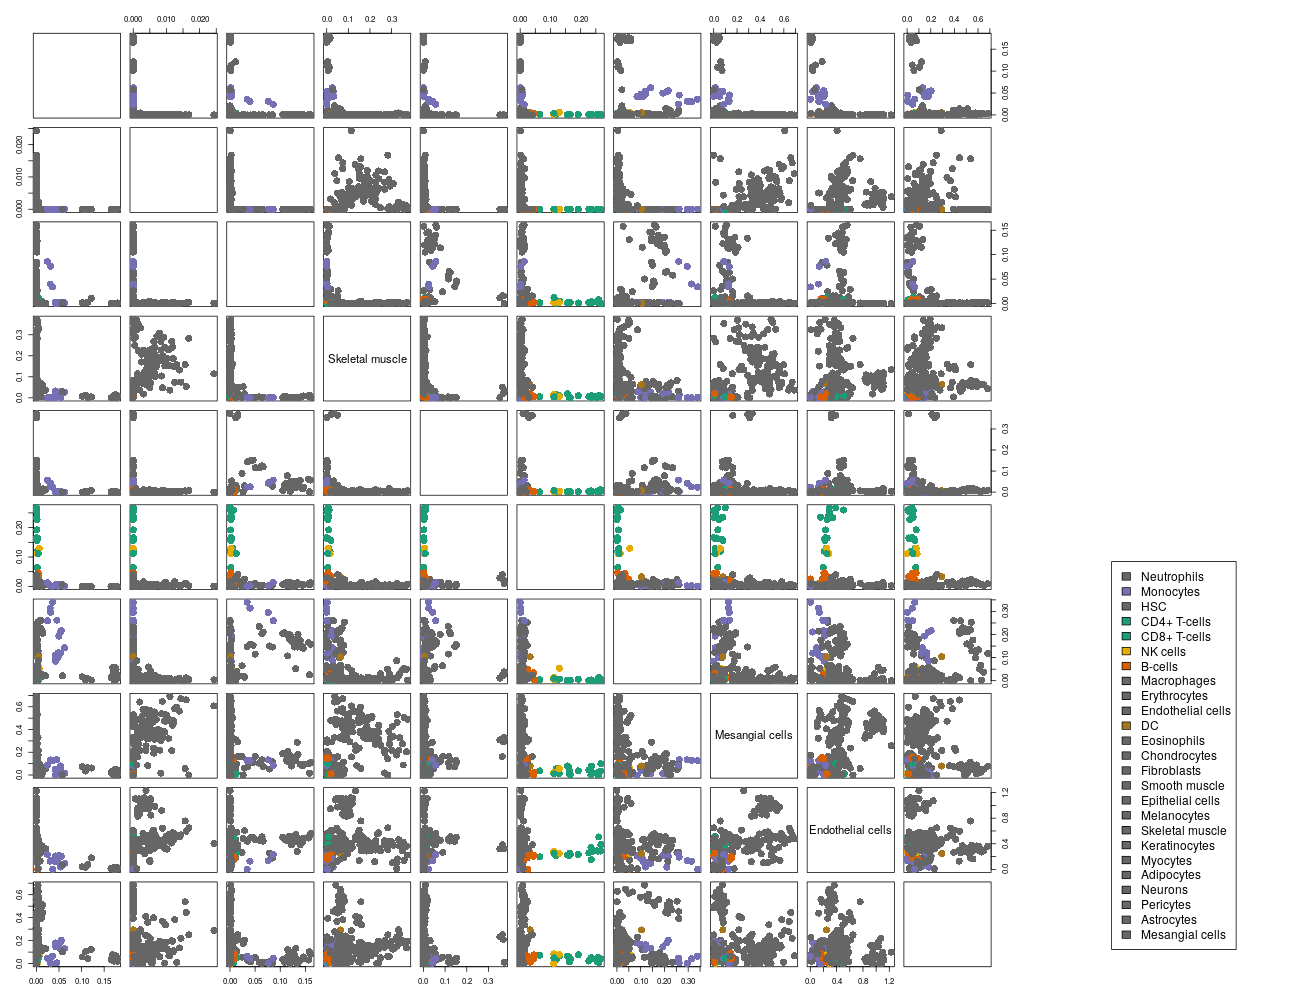 0.000 0.010 0.020
0.0 0.1 0.2 0.3
0.00 0.10 0.20
0.0 0.2 0.4 0.6
0.0 0.2 0.4 0.6
0.00 0.05 0.10 0.15
0.000 0.010 0.020
0.00 0.05 0.10 0.15
0.0 0.1 0.2 0.3
Skeletal muscle
0.0 0.1 0.2 0.3
0.00 0.10 0.20
0.00 0.10 0.20 0.30
0.0 0.2 0.4 0.6
Mesangial cells
Endothelial cells
0.0 0.4 0.8 1.2
0.0 0.2 0.4 0.6
0.00 0.05 0.10 0.15
0.00 0.05 0.10 0.15
0.0 0.1 0.2 0.3
0.00 0.10 0.20 0.30
0.0 0.4 0.8 1.2
Neutrophils
Monocytes
HSC
CD4+ T-cells
CD8+ T-cells
NK cells
B-cells
Macrophages
Erythrocytes
Endothelial cells
DC
Eosinophils
Chondrocytes
Fibroblasts
Smooth muscle
Epithelial cells
Melanocytes
Skeletal muscle
Keratinocytes
Myocytes
Adipocytes
Neurons
Pericytes
Astrocytes
Mesangial cells